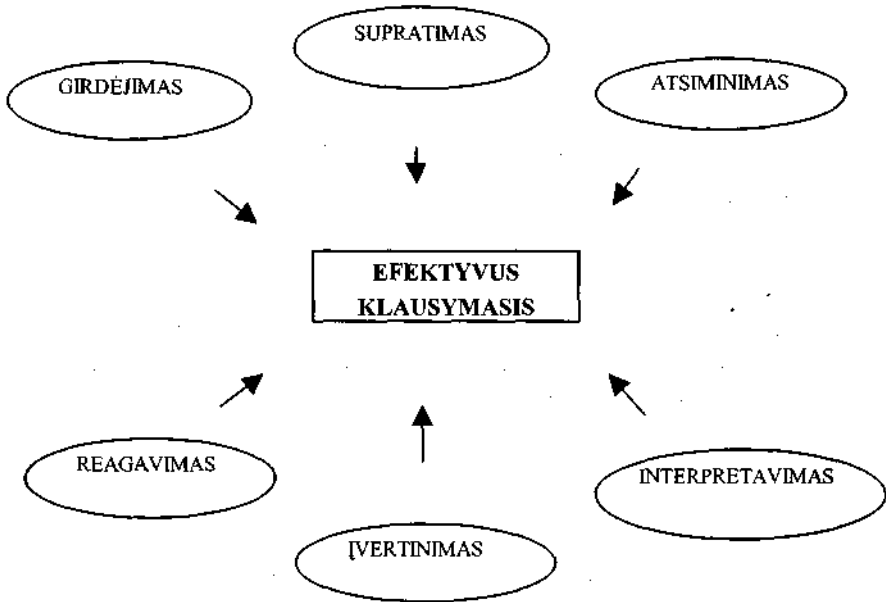 SUPRATIMAS
GIRDĖJIMAS
ATSIMINIMAS
EFEKTYVUS
KLAUSYMASIS
REAGAVIMAS
INTERPRETAVIMAS
ĮVERTINIMAS